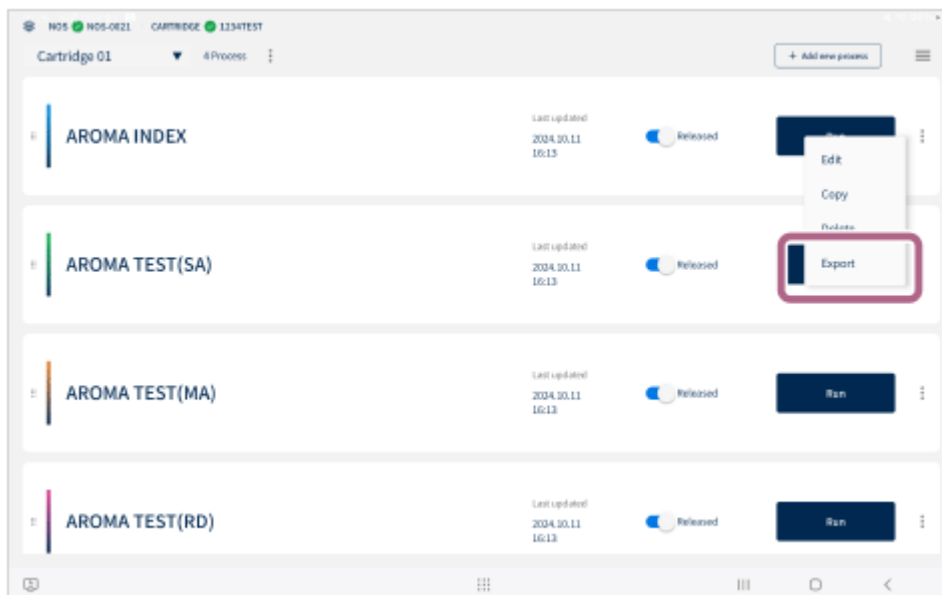 NOS NOS-0021 CARTRIDGE 1234TEST
Cartridge 01 4 Process + Add new process
AROMA INDEX
Last updated
2024.10.11
16:13
Released
Edit
Copy
Delete
Export
AROMA TEST(SA)
Last updated
2024.10.11
16:13
Released
AROMA TEST(MA)
Last updated
2024.10.11
16:13
Released
Run
AROMA TEST(RD)
Last updated
2024.10.11
16:13
Released
Run